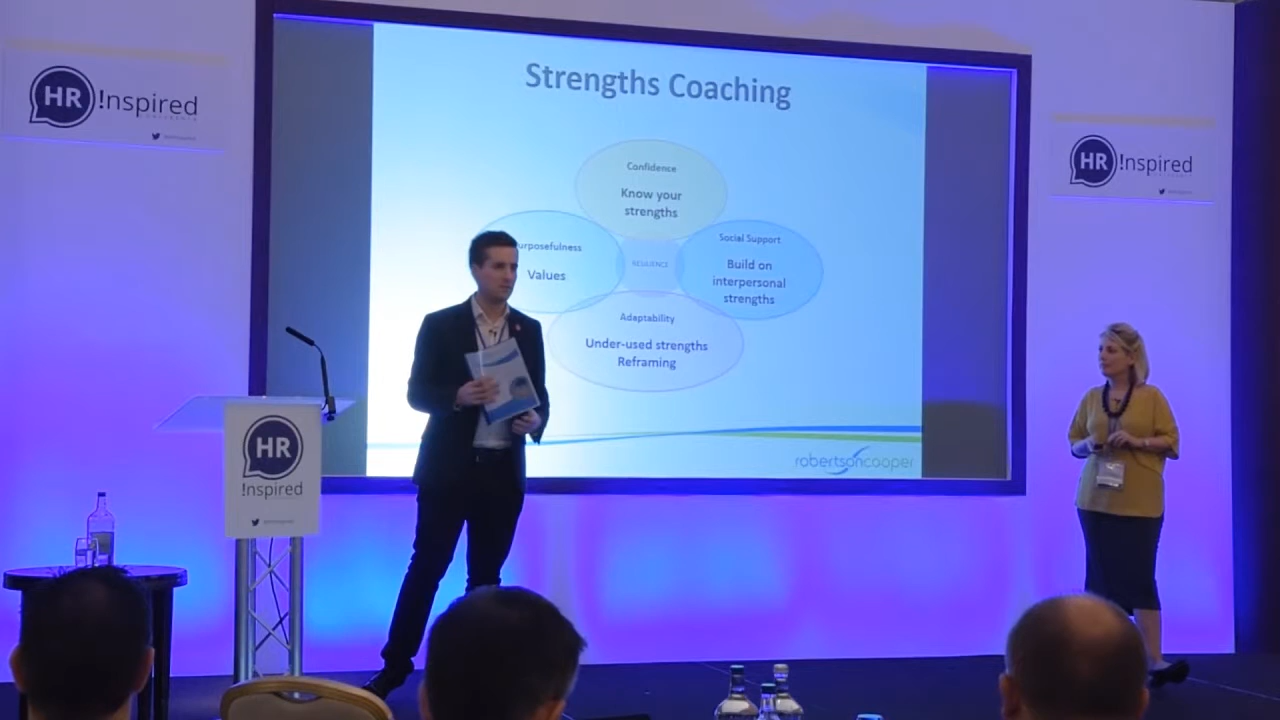 Strengths Coaching
Confidence
Know your
strengths
urposefulness
Values
Social Support
Build on
interpersonal
strengths
RESILIENCE
Adaptability
Under-used strengths
Reframing
robertsoncooper
HR !nspired
CONFERENCE
HR !nspired
HR
!nspired